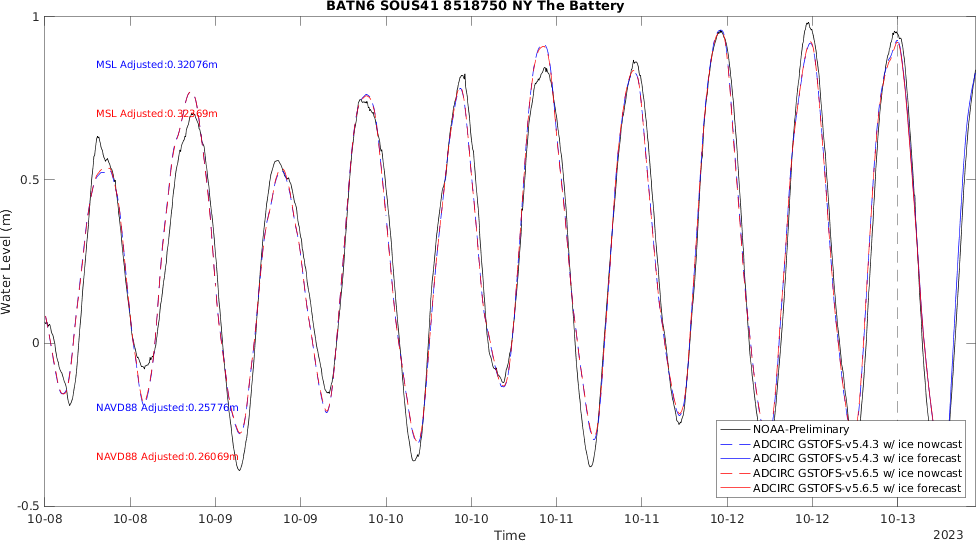 BATN6 SOUS41 8518750 NY The Battery
1
MSL Adjusted:0.32076m
MSL Adjusted:0.32369m
0.5
Water Level (m)
0
NAVD88 Adjusted:0.25776m
NAVD88 Adjusted:0.26069m
NOAA-Preliminary
ADCIRC GSTOFS-v5.4.3 w/ ice nowcast
ADCIRC GSTOFS-v5.4.3 w/ ice forecast
ADCIRC GSTOFS-v5.6.5 w/ ice nowcast
ADCIRC GSTOFS-v5.6.5 w/ ice forecast
-0.5
10-08 10-08 10-09 10-09 10-10 10-10 10-11 10-11 10-12 10-12 10-13
Time
2023